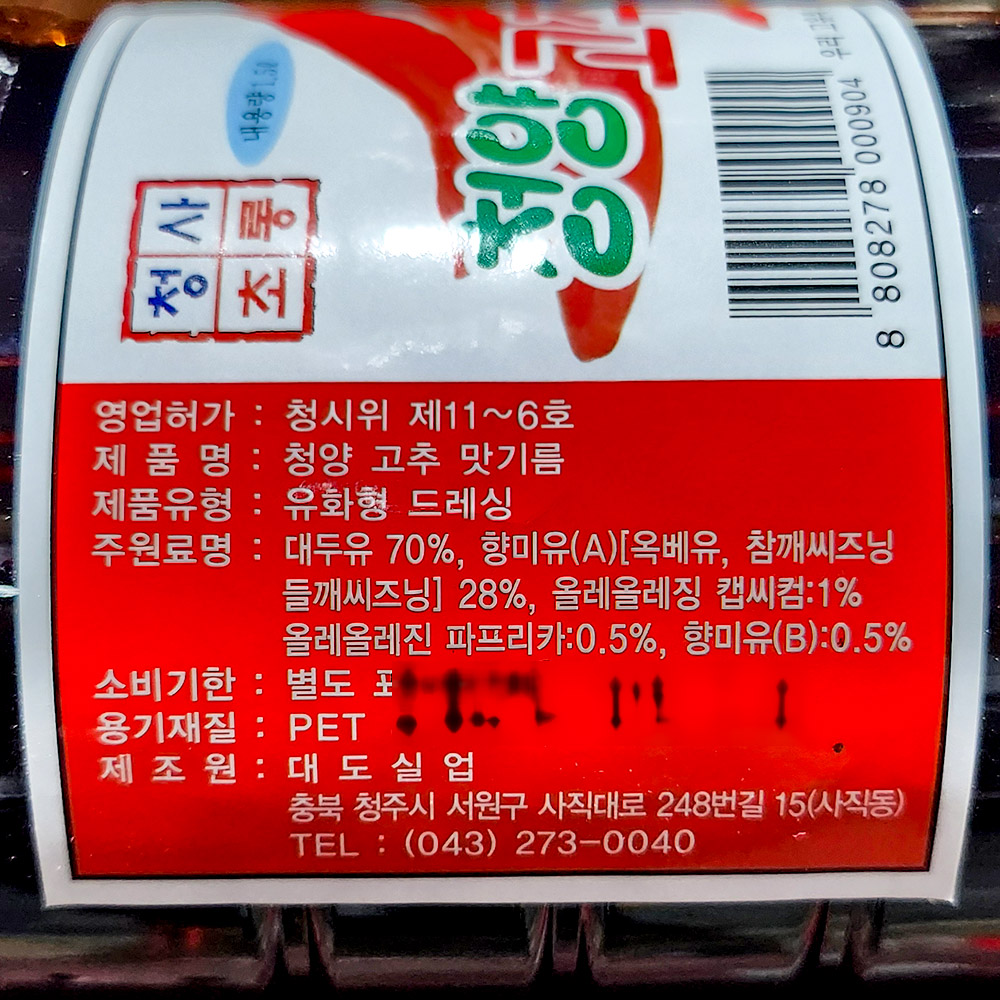 내용량 1.5ℓ
청사
초롱
청양
8 808278 000904
영업허가 : 청시위 제11~6호
제 품 명 : 청양 고추 맛기름
제품유형 : 유화형 드레싱
주원료명 : 대두유 70%, 향미유(A)[옥베유, 참깨씨즈닝
들깨씨즈닝] 28%, 올레올레징 캡씨컴:1%
올레올레진 파프리카:0.5%, 향미유(B):0.5%
소비기한 : 별도
용기재질 : PET
제 조 원 : 대 도 실 업
충북 청주시 서원구 사직대로 248번길 15(사직동)
TEL : (043) 273-0040